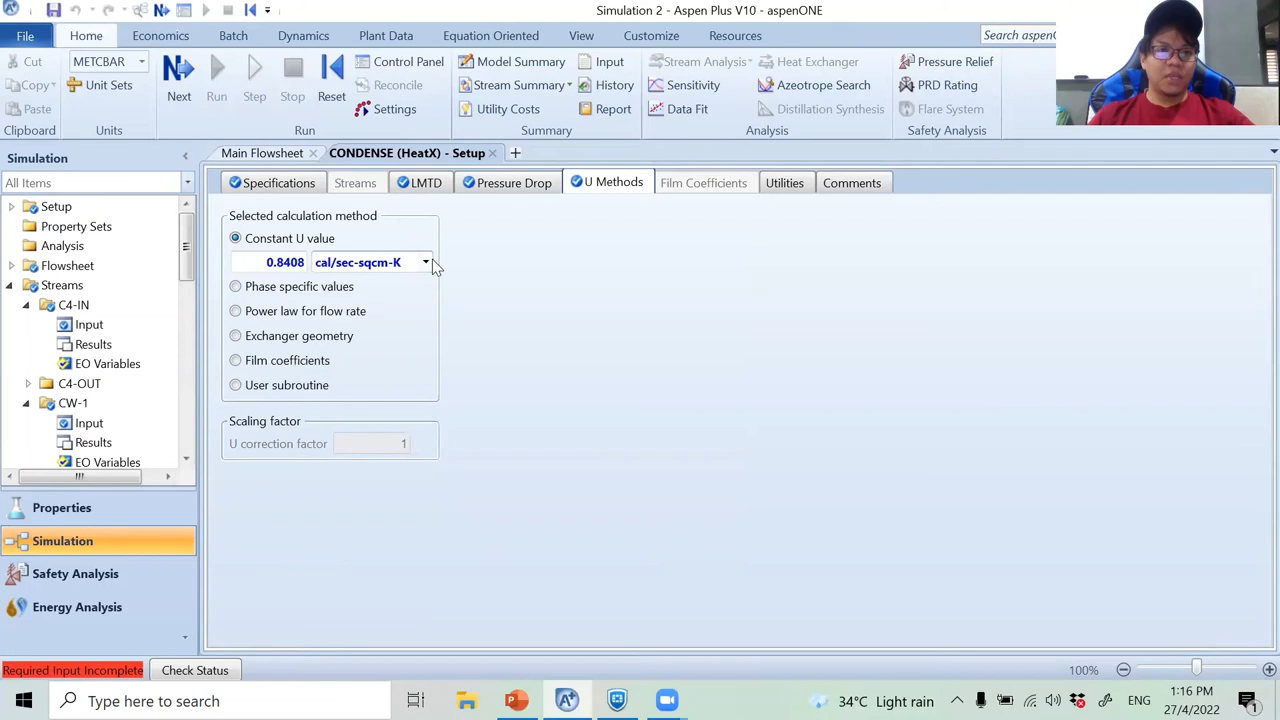 Simulation 2 - Aspen Plus V10 - aspenONE
File Home Economics Batch Dynamics Plant Data Equation Oriented View Customize Resources
Cut
Copy
Paste
Clipboard
METCBAR
Unit Sets
Units
Next Run Step Stop Reset
Control Panel
Reconcile
Settings
Run
Model Summary
Stream Summary
Utility Costs
Input
History
Report
Summary
Stream Analysis
Sensitivity
Data Fit
Heat Exchanger
Azeotrope Search
Distillation Synthesis
Analysis
Pressure Relief
PRD Rating
Flare System
Safety Analysis
Simulation
All Items
Setup
Property Sets
Analysis
Flowsheet
Streams
C4-IN
Input
Results
EO Variables
C4-OUT
CW-1
Input
Results
EO Variables
Properties
Simulation
Safety Analysis
Energy Analysis
Main Flowsheet CONDENSE (HeatX) - Setup
Specifications Streams LMTD Pressure Drop U Methods Film Coefficients Utilities Comments
Selected calculation method
Constant U value
0.8408 cal/sec-sqcm-K
Phase specific values
Power law for flow rate
Exchanger geometry
Film coefficients
User subroutine
Scaling factor
U correction factor 1
Required Input Incomplete Check Status 100%
Type here to search
34°C Light rain
ENG
1:16 PM
27/4/2022
1